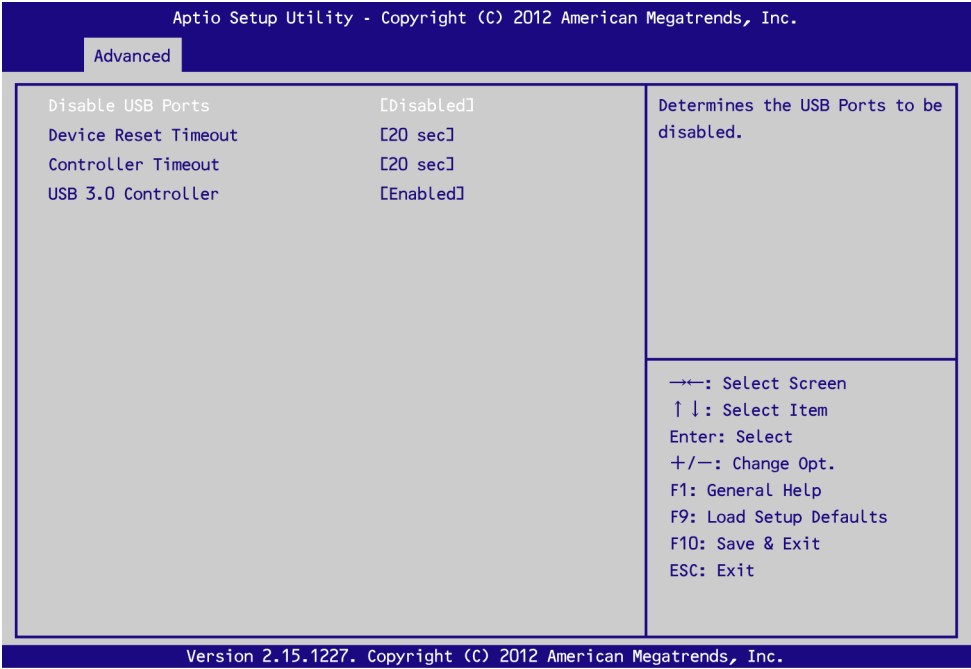 Aptio Setup Utility - Copyright (C) 2012 American Megatrends, Inc.
Advanced
Disable USB Ports [Disabled]
Device Reset Timeout [20 sec]
Controller Timeout [20 sec]
USB 3.0 Controller [Enabled]
Determines the USB Ports to be
disabled.
→←: Select Screen
↑↓: Select Item
Enter: Select
+/−: Change Opt.
F1: General Help
F9: Load Setup Defaults
F10: Save & Exit
ESC: Exit
Version 2.15.1227. Copyright (C) 2012 American Megatrends, Inc.